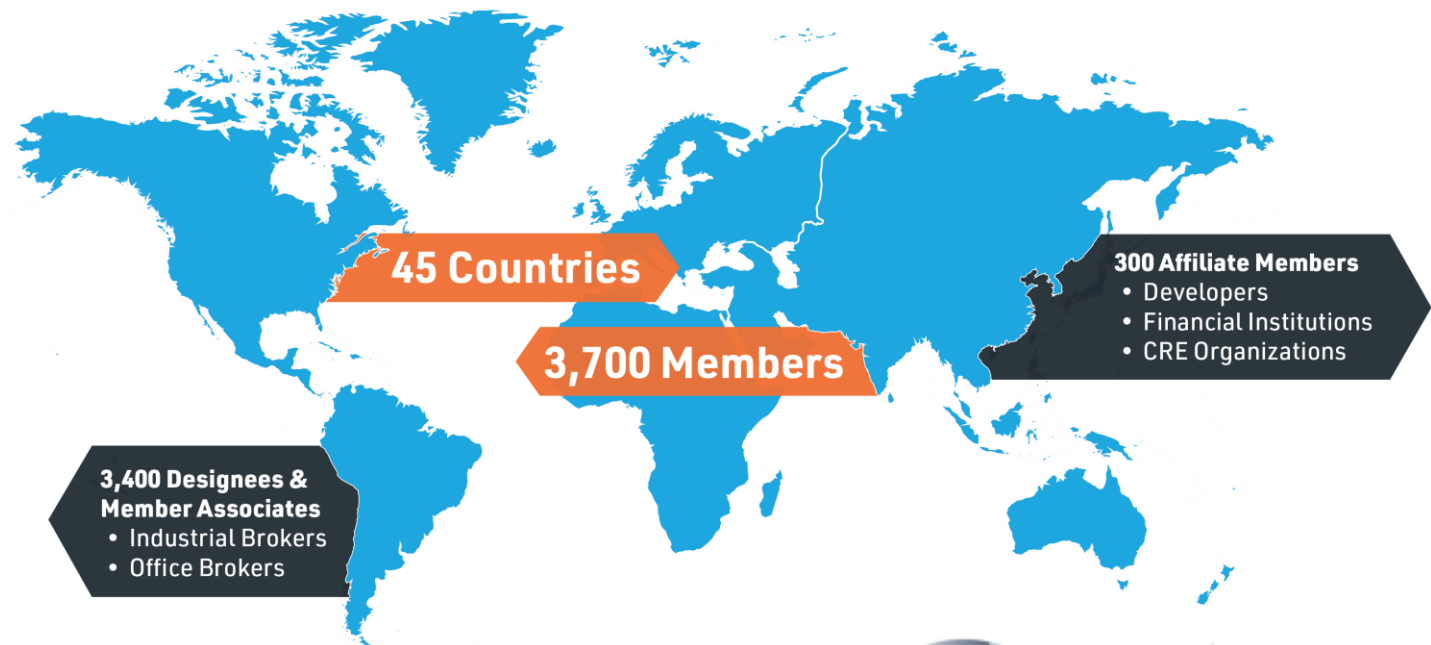 45 Countries
3,700 Members
300 Affiliate Members
• Developers
• Financial Institutions
• CRE Organizations
3,400 Designees &
Member Associates
• Industrial Brokers
• Office Brokers